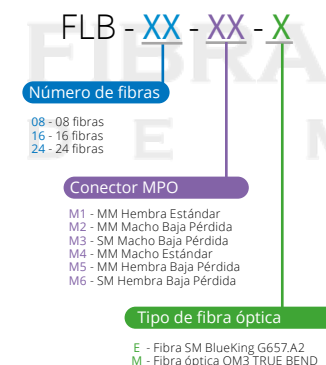 FLB - XX - XX - X
Número de fibras
08 - 08 fibras
16 - 16 fibras
24 - 24 fibras
Conector MPO
M1 - MM Hembra Estándar
M2 - MM Macho Baja Pérdida
M3 - SM Macho Baja Pérdida
M4 - MM Macho Estándar
M5 - MM Hembra Baja Pérdida
M6 - SM Hembra Baja Pérdida
Tipo de fibra óptica
E - Fibra SM BlueKing G657.A2
M - Fibra óptica OM3 TRUE BEND